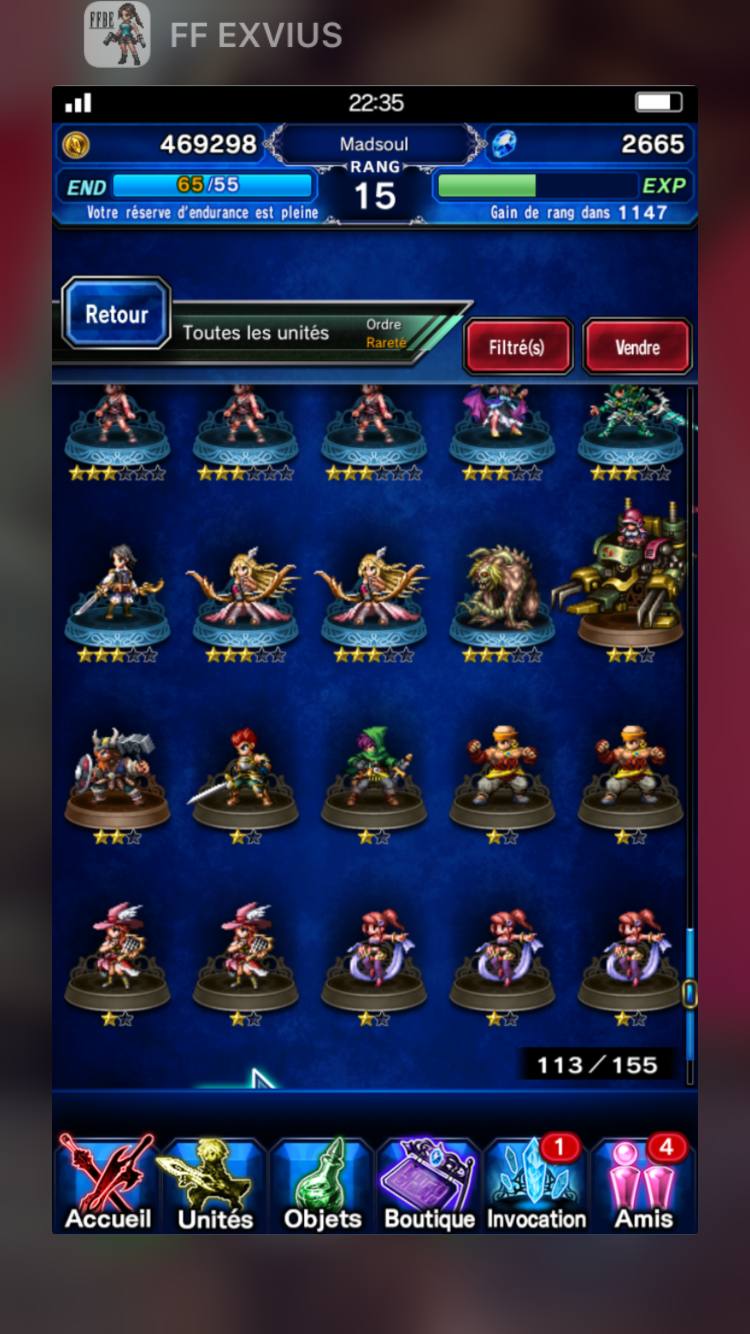 FFBE
FF EXVIUS
22:35
469298
Madsoul
2665
RANG
15
END
65/55
EXP
Votre réserve d'endurance est pleine
Gain de rang dans 1147
Retour
Toutes les unités
Ordre
Rareté
Filtré(s)
Vendre
113/155
1
4
Accueil
Unités
Objets
Boutique
Invocation
Amis